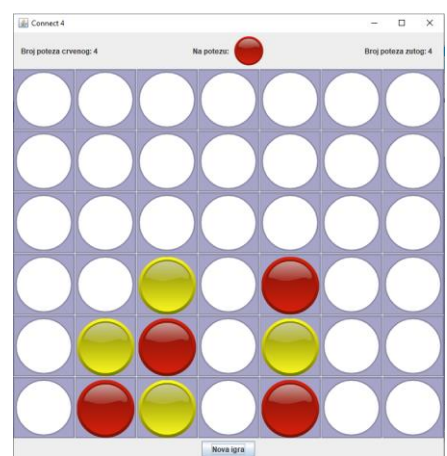 Connect 4
Broj poteza crvenog: 4 Na potezu: Broj poteza zutog: 4
Nova igra